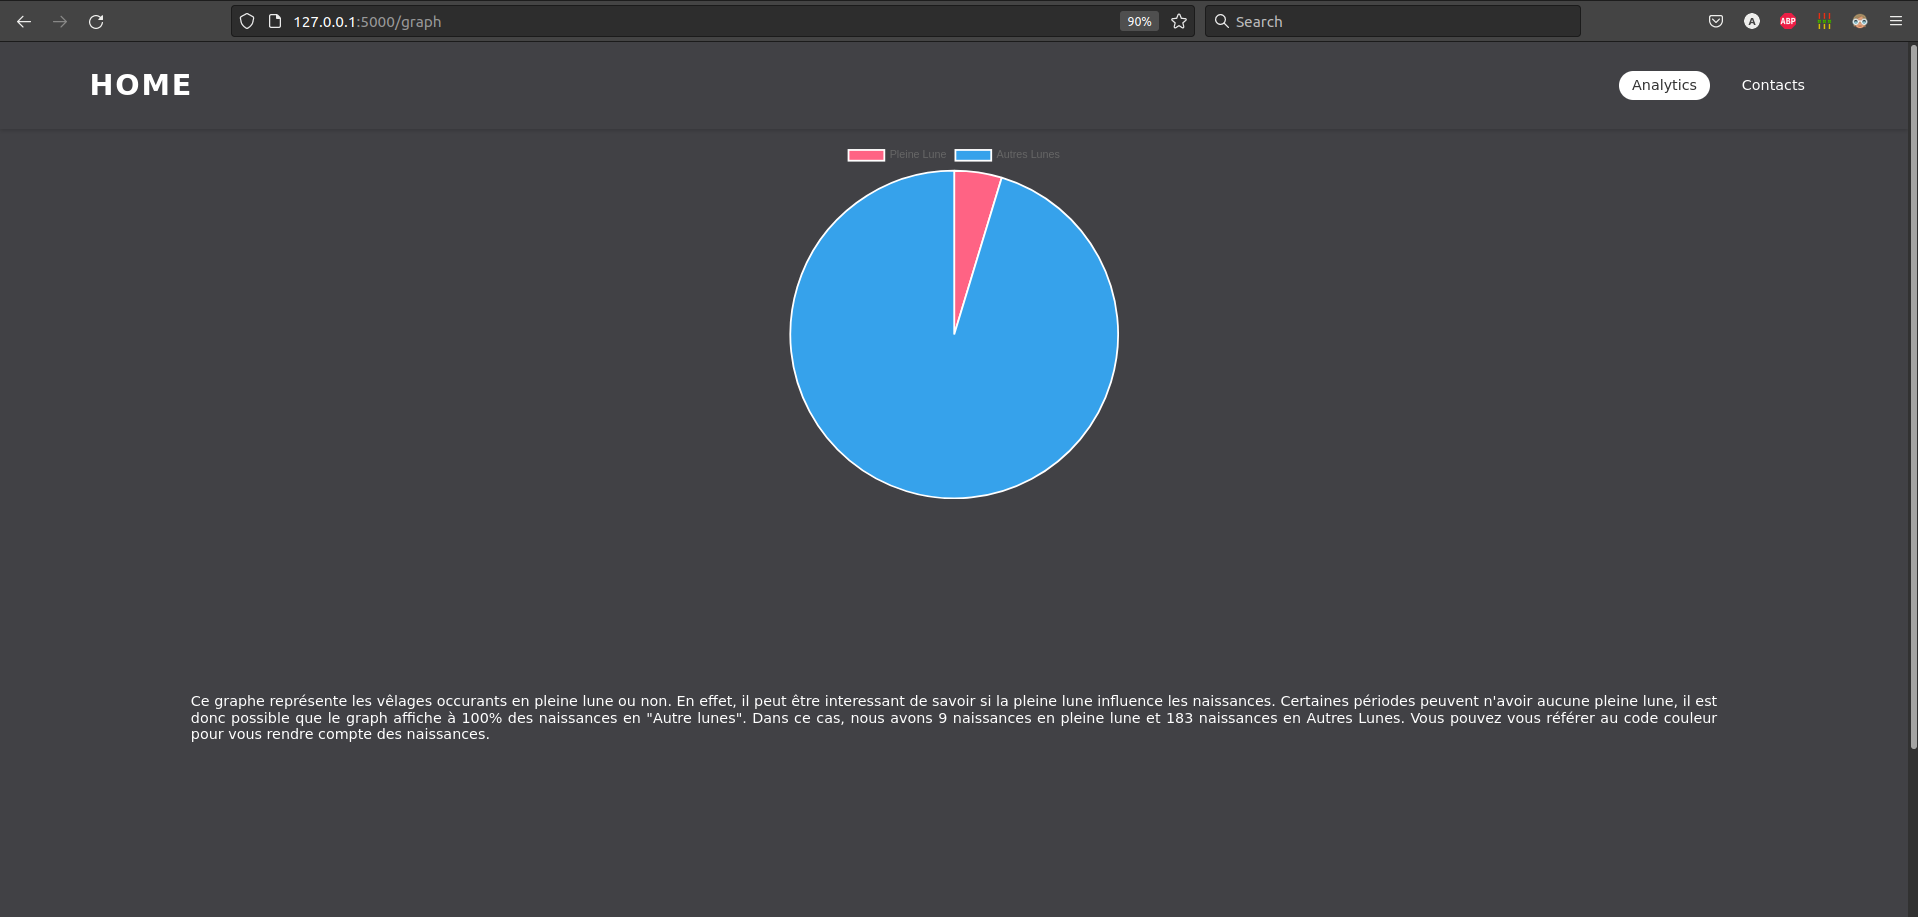 127.0.0.1:5000/graph
90%
Search
A
ABP
HOME
Analytics
Contacts
Pleine Lune
Autres Lunes
Ce graphe représente les vêlages occurants en pleine lune ou non. En effet, il peut être interessant de savoir si la pleine lune influence les naissances. Certaines périodes peuvent n'avoir aucune pleine lune, il est
donc possible que le graph affiche à 100% des naissances en "Autre lunes". Dans ce cas, nous avons 9 naissances en pleine lune et 183 naissances en Autres Lunes. Vous pouvez vous référer au code couleur
pour vous rendre compte des naissances.